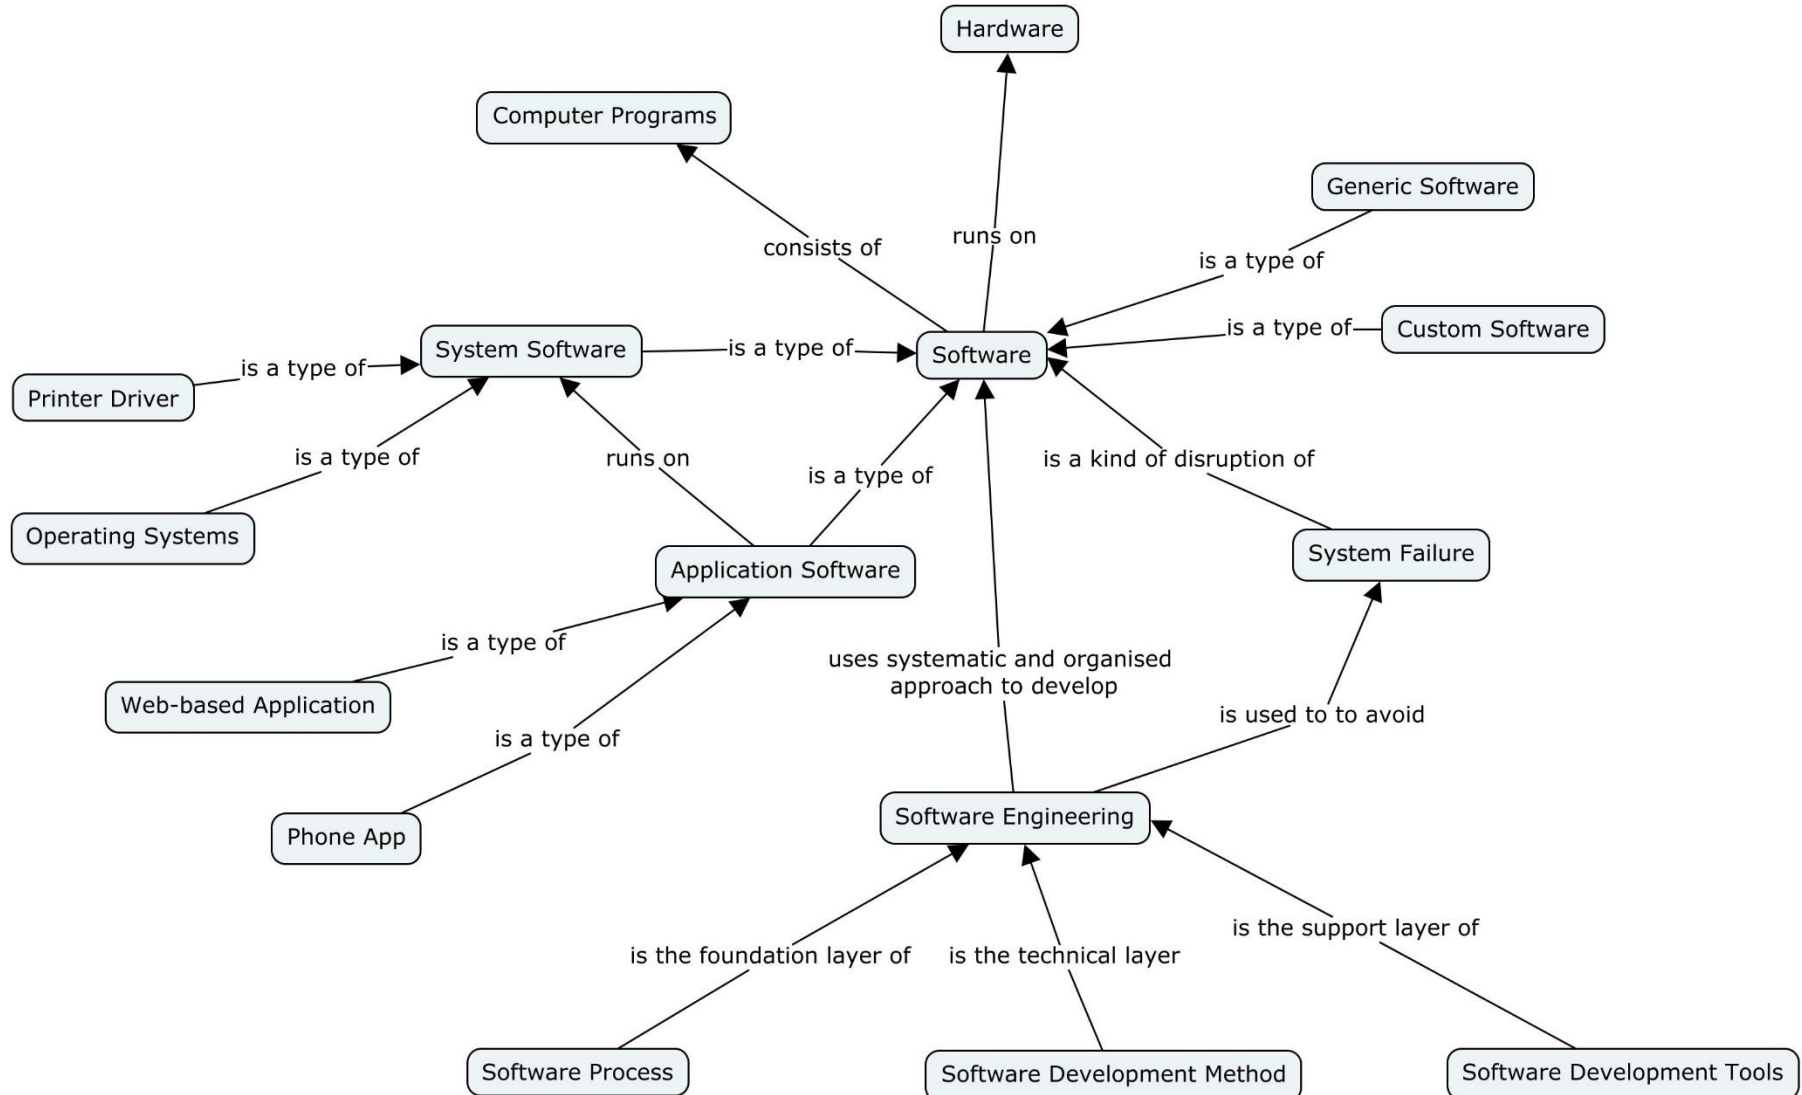 Hardware
Computer Programs
Generic Software
consists of
runs on
is a type of
System Software
is a type of
Software
is a type of
Custom Software
Printer Driver
is a type of
is a type of
runs on
is a type of
is a kind of disruption of
Operating Systems
Application Software
System Failure
is a type of
uses systematic and organised
approach to develop
Web-based Application
is a type of
is used to to avoid
Phone App
Software Engineering
is the foundation layer of
is the technical layer
is the support layer of
Software Process
Software Development Method
Software Development Tools